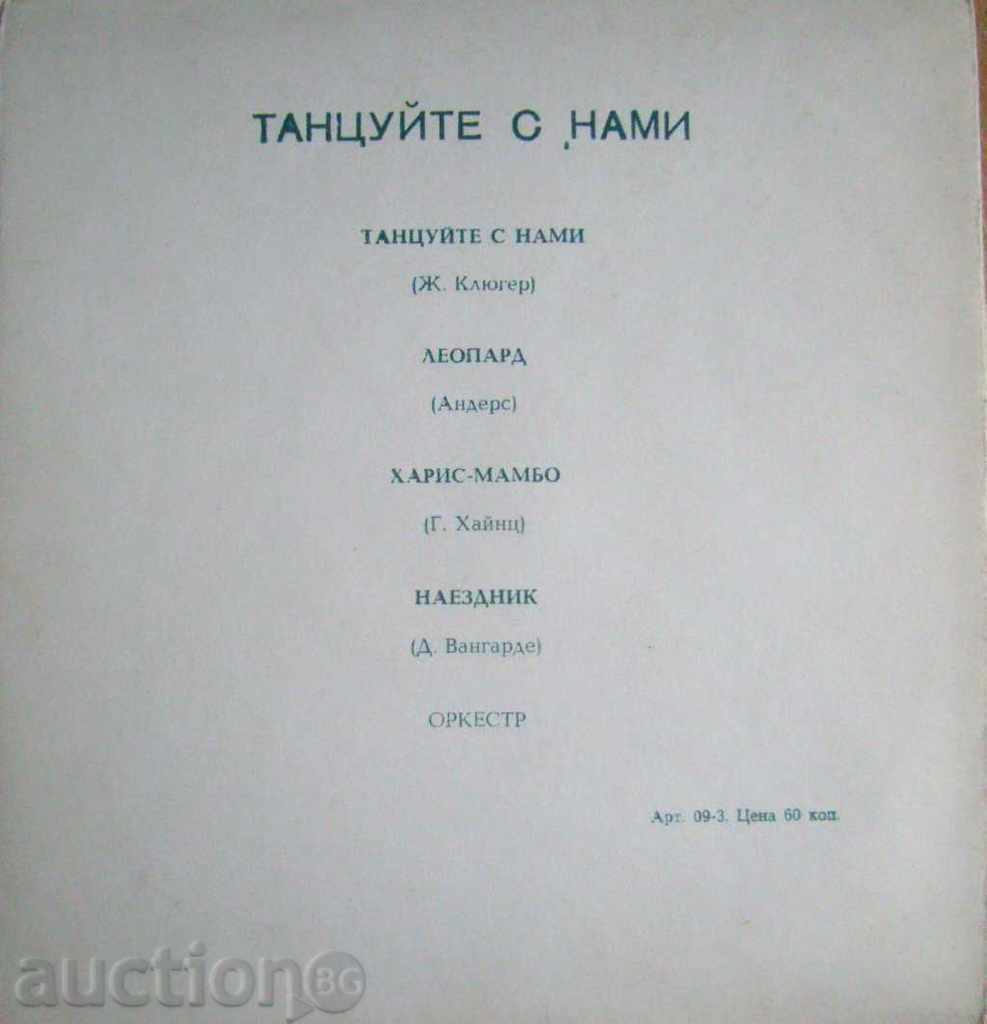 ТАНЦУЙТЕ С НАМИ
ТАНЦУЙТЕ С НАМИ
(Ж. Клюгер)
ЛЕОПАРД
(Андерс)
ХАРИС-МАМБО
(Г. Хайнц)
НАЕЗДНИК
(Д. Вангарде)
ОРКЕСТР
Арт. 09-3. Цена 60 коп.
auctionBG